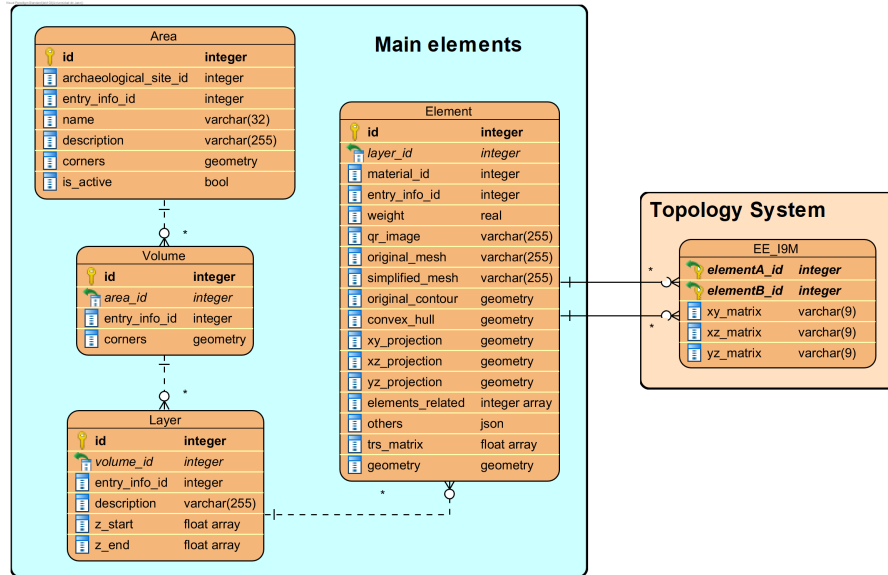 Main elements
Area
id integer
archaeological_site_id integer
entry_info_id integer
name varchar(32)
description varchar(255)
corners geometry
is_active bool
*
Volume
id integer
area_id integer
entry_info_id integer
corners geometry
*
Layer
id integer
volume_id integer
entry_info_id integer
description varchar(255)
z_start float array
z_end float array
*
Element
id integer
layer_id integer
material_id integer
entry_info_id integer
weight real
qr_image varchar(255)
original_mesh varchar(255)
simplified_mesh varchar(255)
original_contour geometry
convex_hull geometry
xy_projection geometry
xz_projection geometry
yz_projection geometry
elements_related integer array
others json
trs_matrix float array
geometry geometry
Topology System
*
*
EE_I9M
elementA_id integer
elementB_id integer
xy_matrix varchar(9)
xz_matrix varchar(9)
yz_matrix varchar(9)